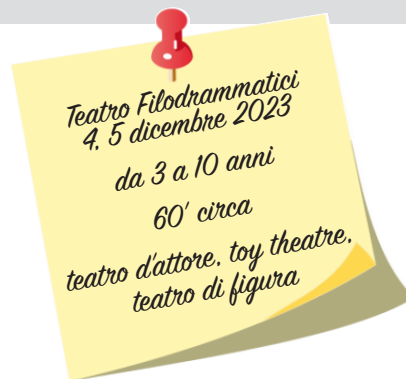 Teatro Filodrammatici
4, 5 dicembre 2023
da 3 a 10 anni
60' circa
teatro d'attore, toy theatre,
teatro di figura